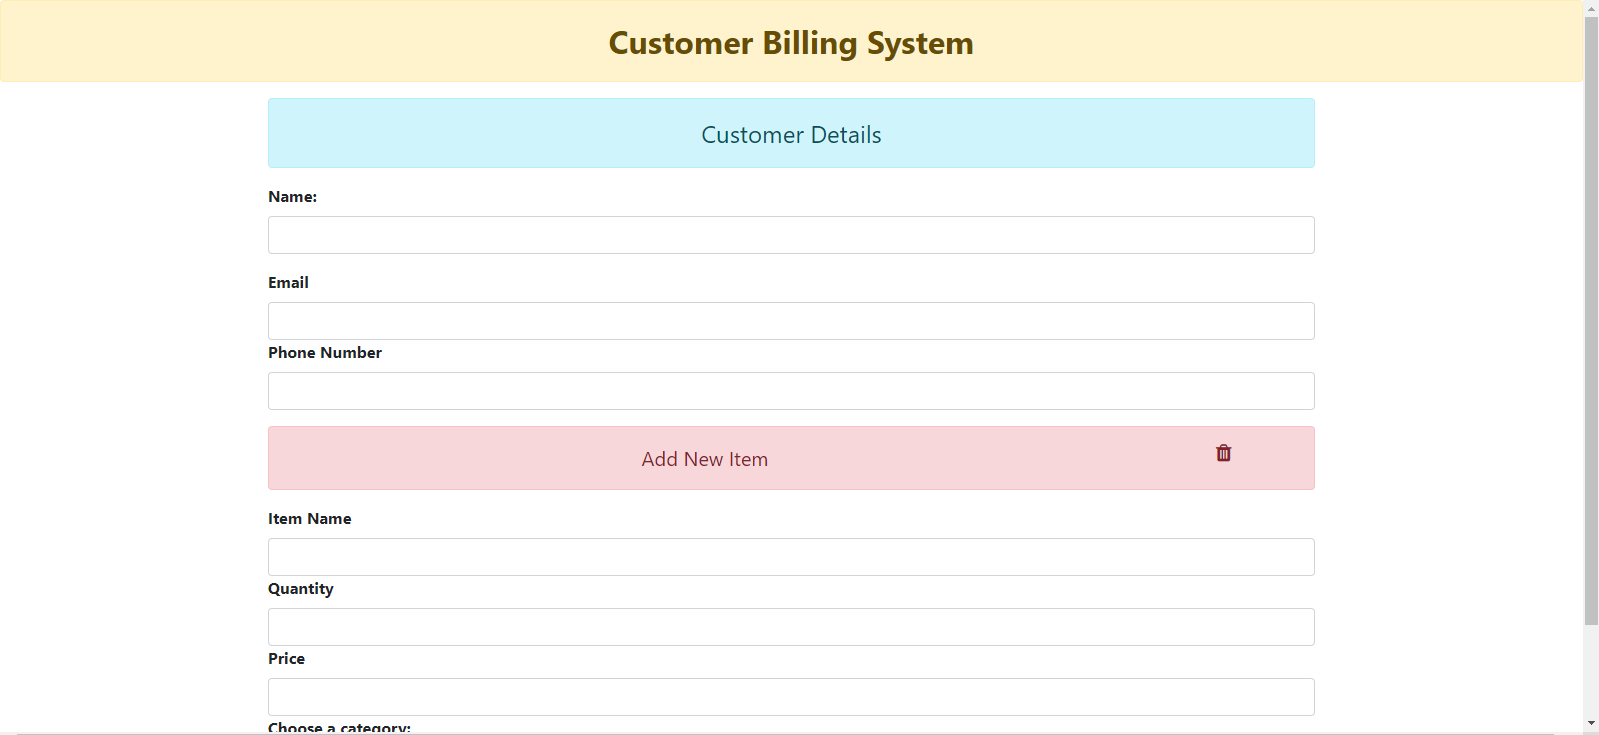 Customer Billing System
Customer Details
Name:
Email
Phone Number
Add New Item
Item Name
Quantity
Price
Choose a category: